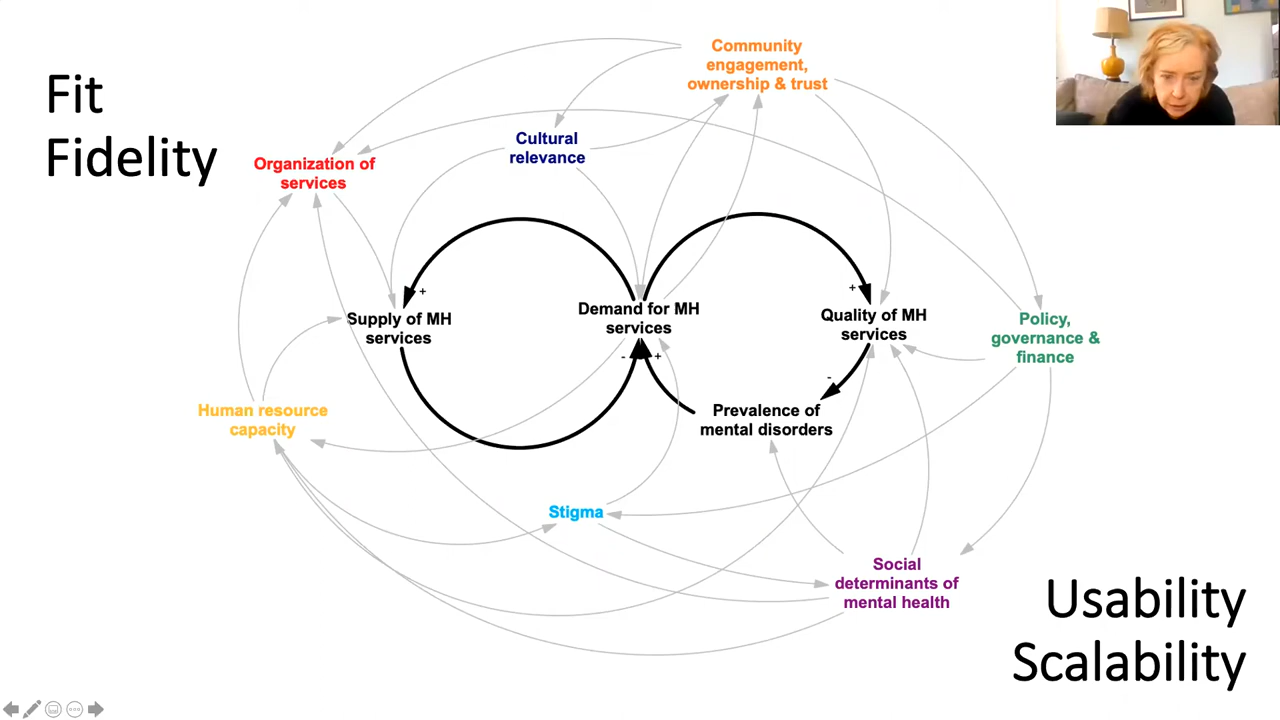 Fit
Fidelity
Community
engagement,
ownership & trust
Cultural
relevance
Organization of
services
+
+
Supply of MH
services
Demand for MH
services
Quality of MH
services
Policy,
governance &
finance
-
+
-
Human resource
capacity
Prevalence of
mental disorders
Stigma
Social
determinants of
mental health
Usability
Scalability